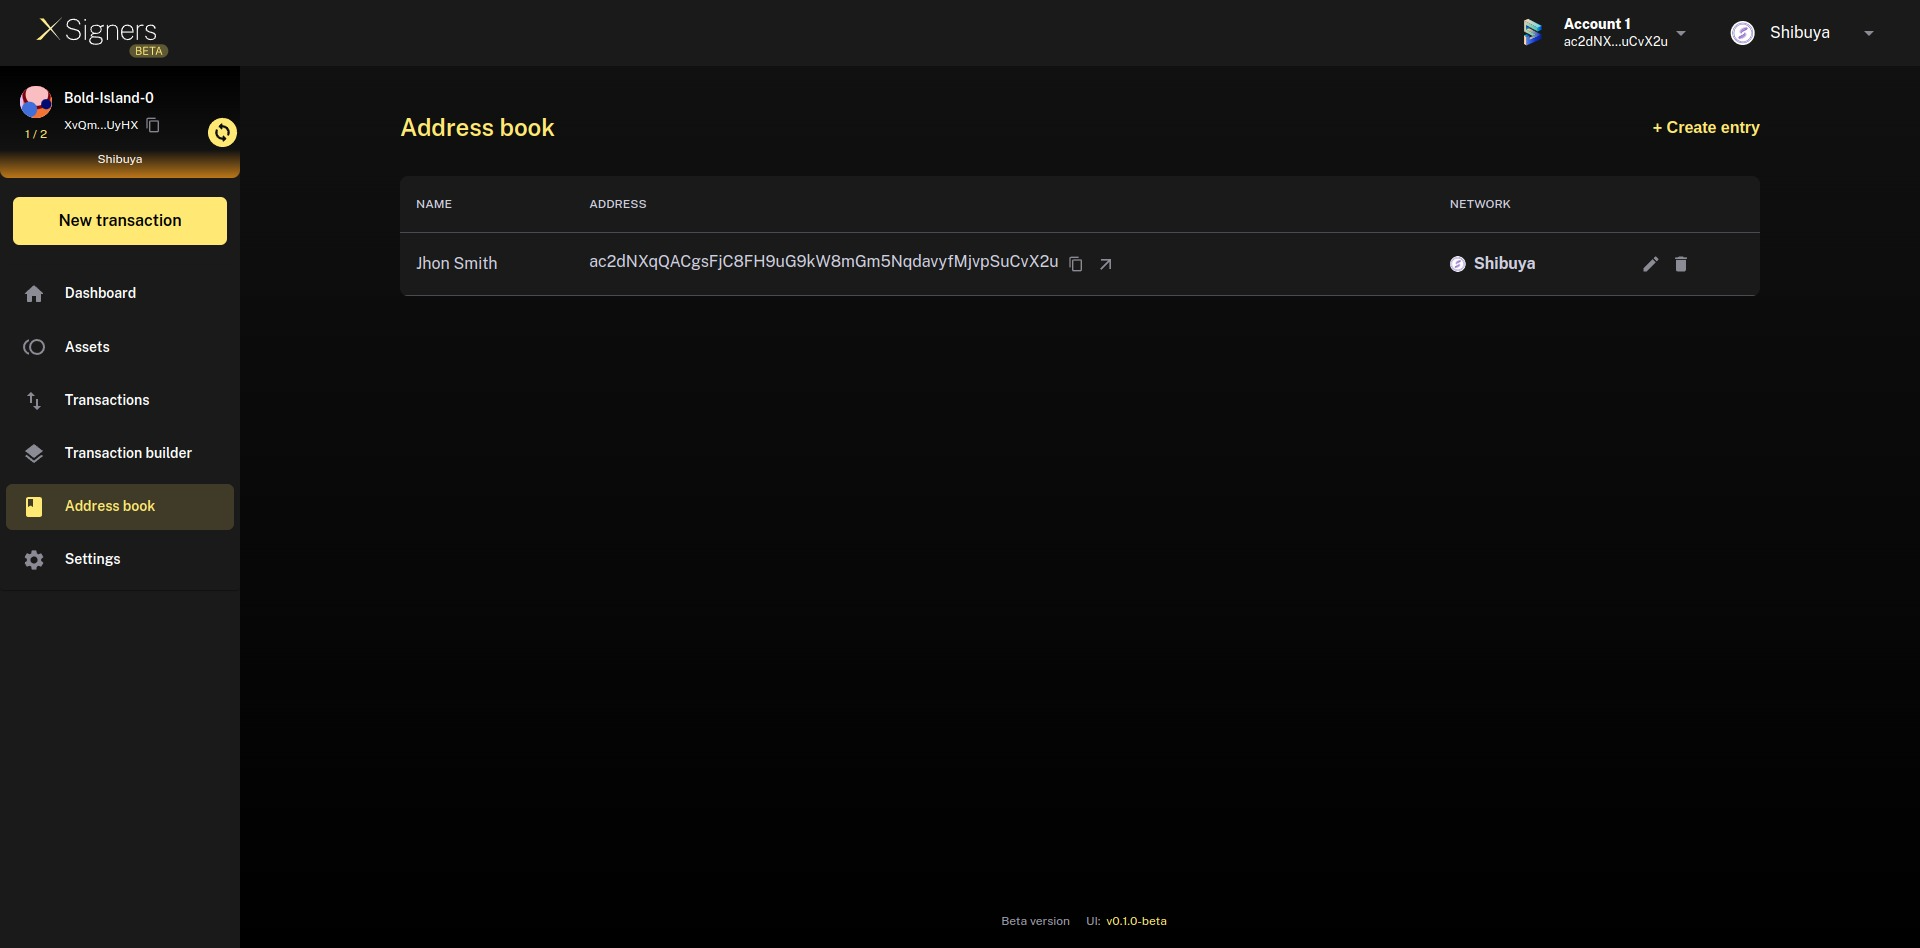 XSigners
BETA
Account 1
ac2dNX...uCvX2u
Shibuya
Bold-Island-0
XvQm...UyHX
1 / 2
Shibuya
New transaction
Dashboard
Assets
Transactions
Transaction builder
Address book
Settings
Address book
+ Create entry
NAME ADDRESS NETWORK
Jhon Smith ac2dNXqQACgsFjC8FH9uG9kW8mGm5NqdavyfMjvpSuCvX2u Shibuya
Beta version UI: v0.1.0-beta